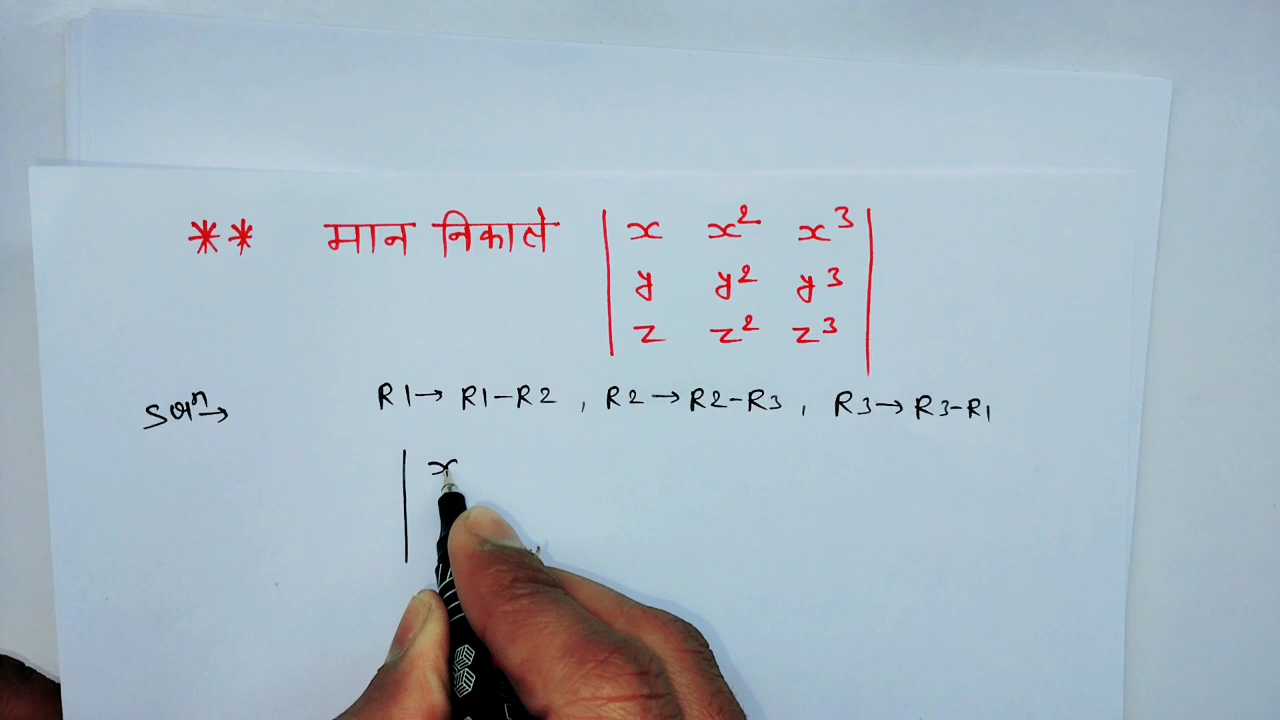 ** मान निकाले | x x² x³ |
| y y² y³ |
| z z² z³ |
Solⁿ→ R1→ R1-R2 , R2→R2-R3 , R3→R3-R1
| x